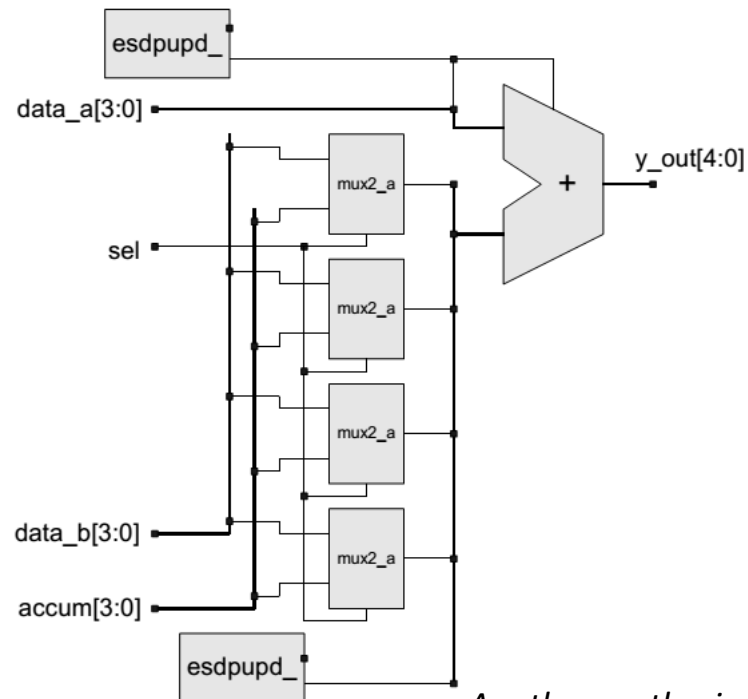 esdpupd_
data_a[3:0]
mux2_a
y_out[4:0]
+
sel
mux2_a
mux2_a
data_b[3:0]
mux2_a
accum[3:0]
esdpupd_